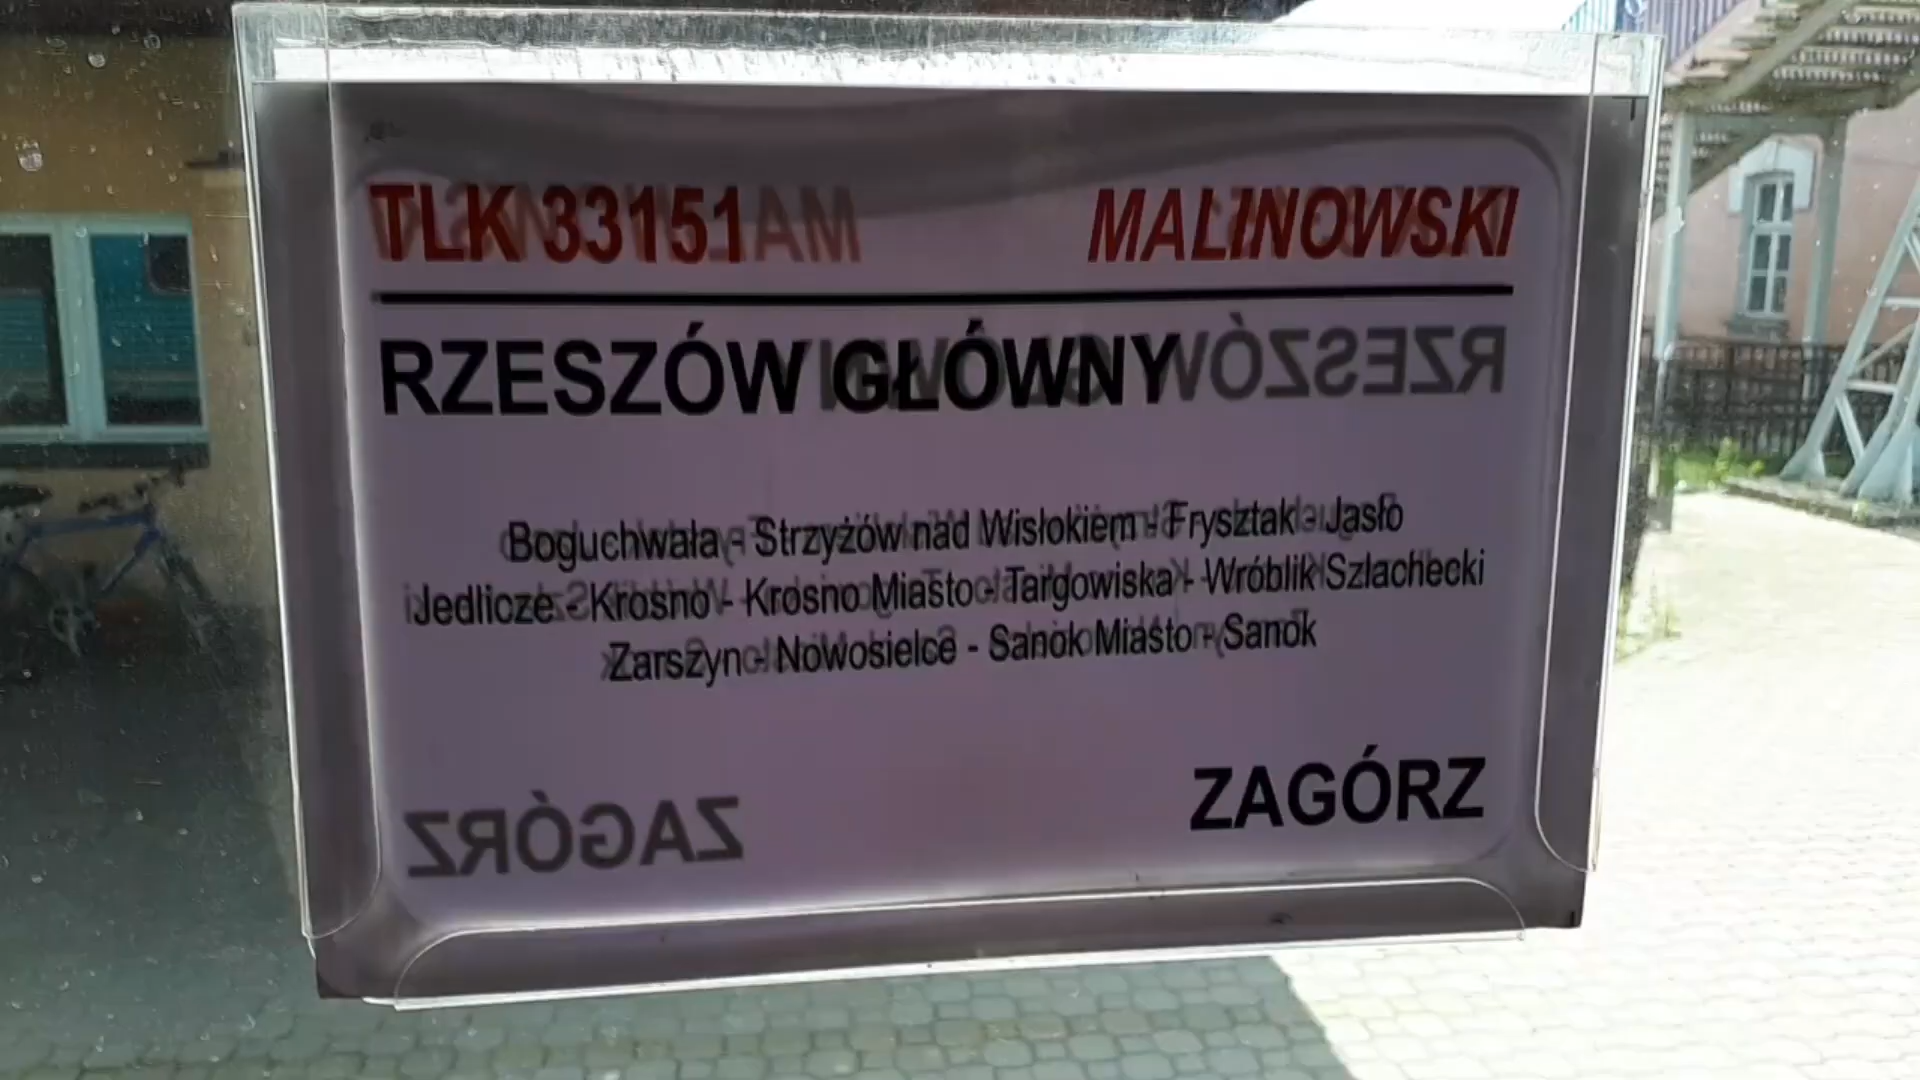 TLK 33151 MALINOWSKI
RZESZÓW GŁÓWNY
Boguchwała - Strzyżów nad Wisłokiem - Frysztak - Jasło
Jedlicze - Krosno - Krosno Miasto - Targowiska - Wróblik Szlachecki
Zarszyn - Nowosielce - Sanok Miasto - Sanok
ZAGÓRZ